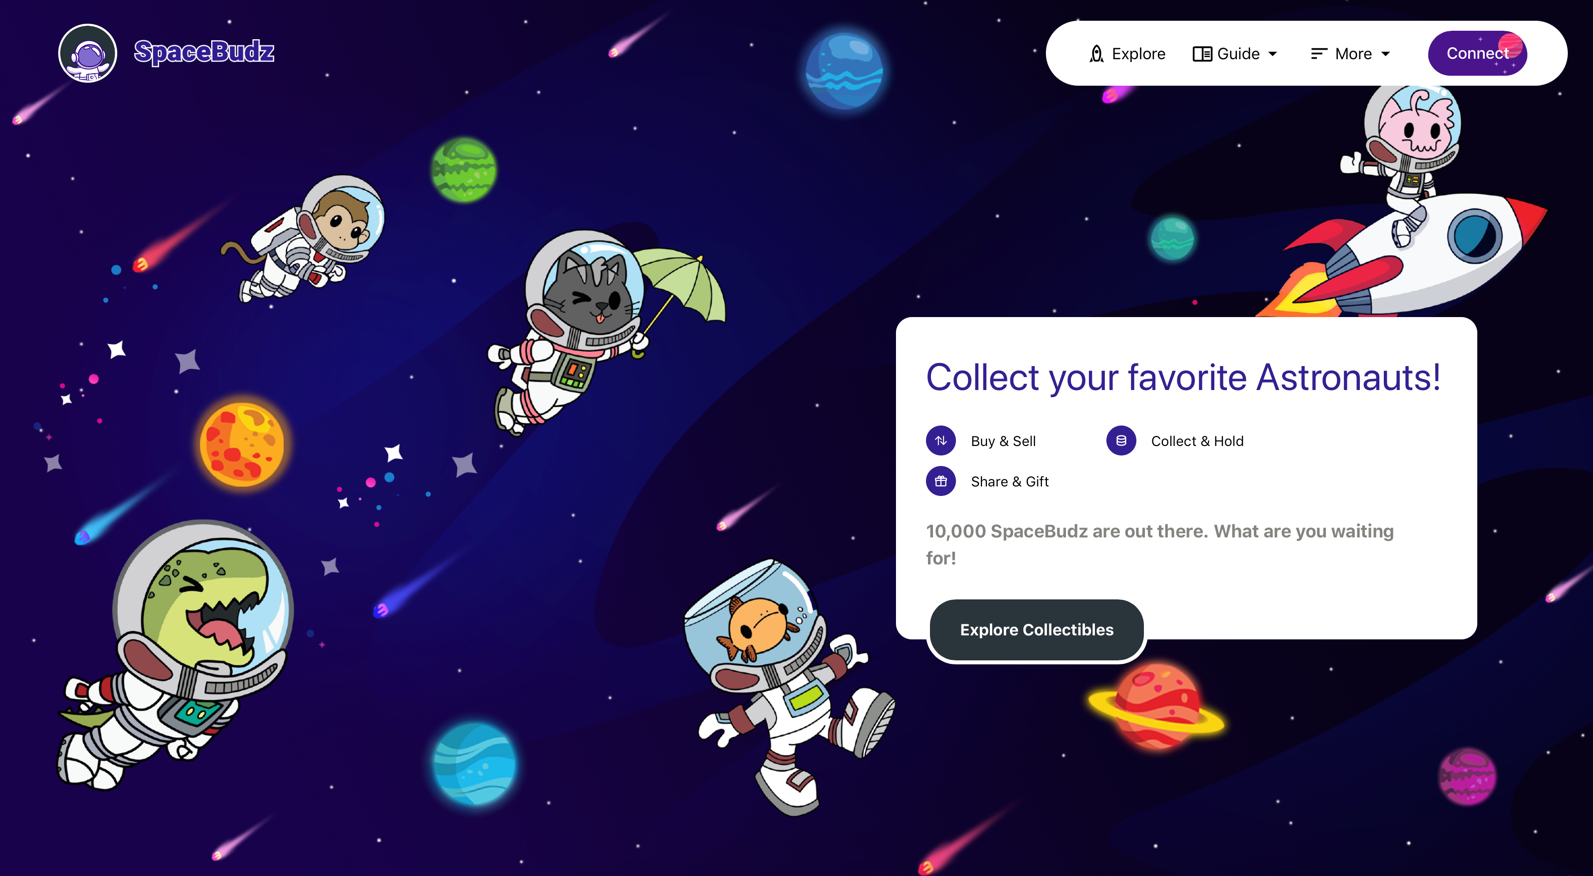 SpaceBudz
Explore
Guide
More
Connect
Collect your favorite Astronauts!
Buy & Sell
Collect & Hold
Share & Gift
10,000 SpaceBudz are out there. What are you waiting
for!
Explore Collectibles